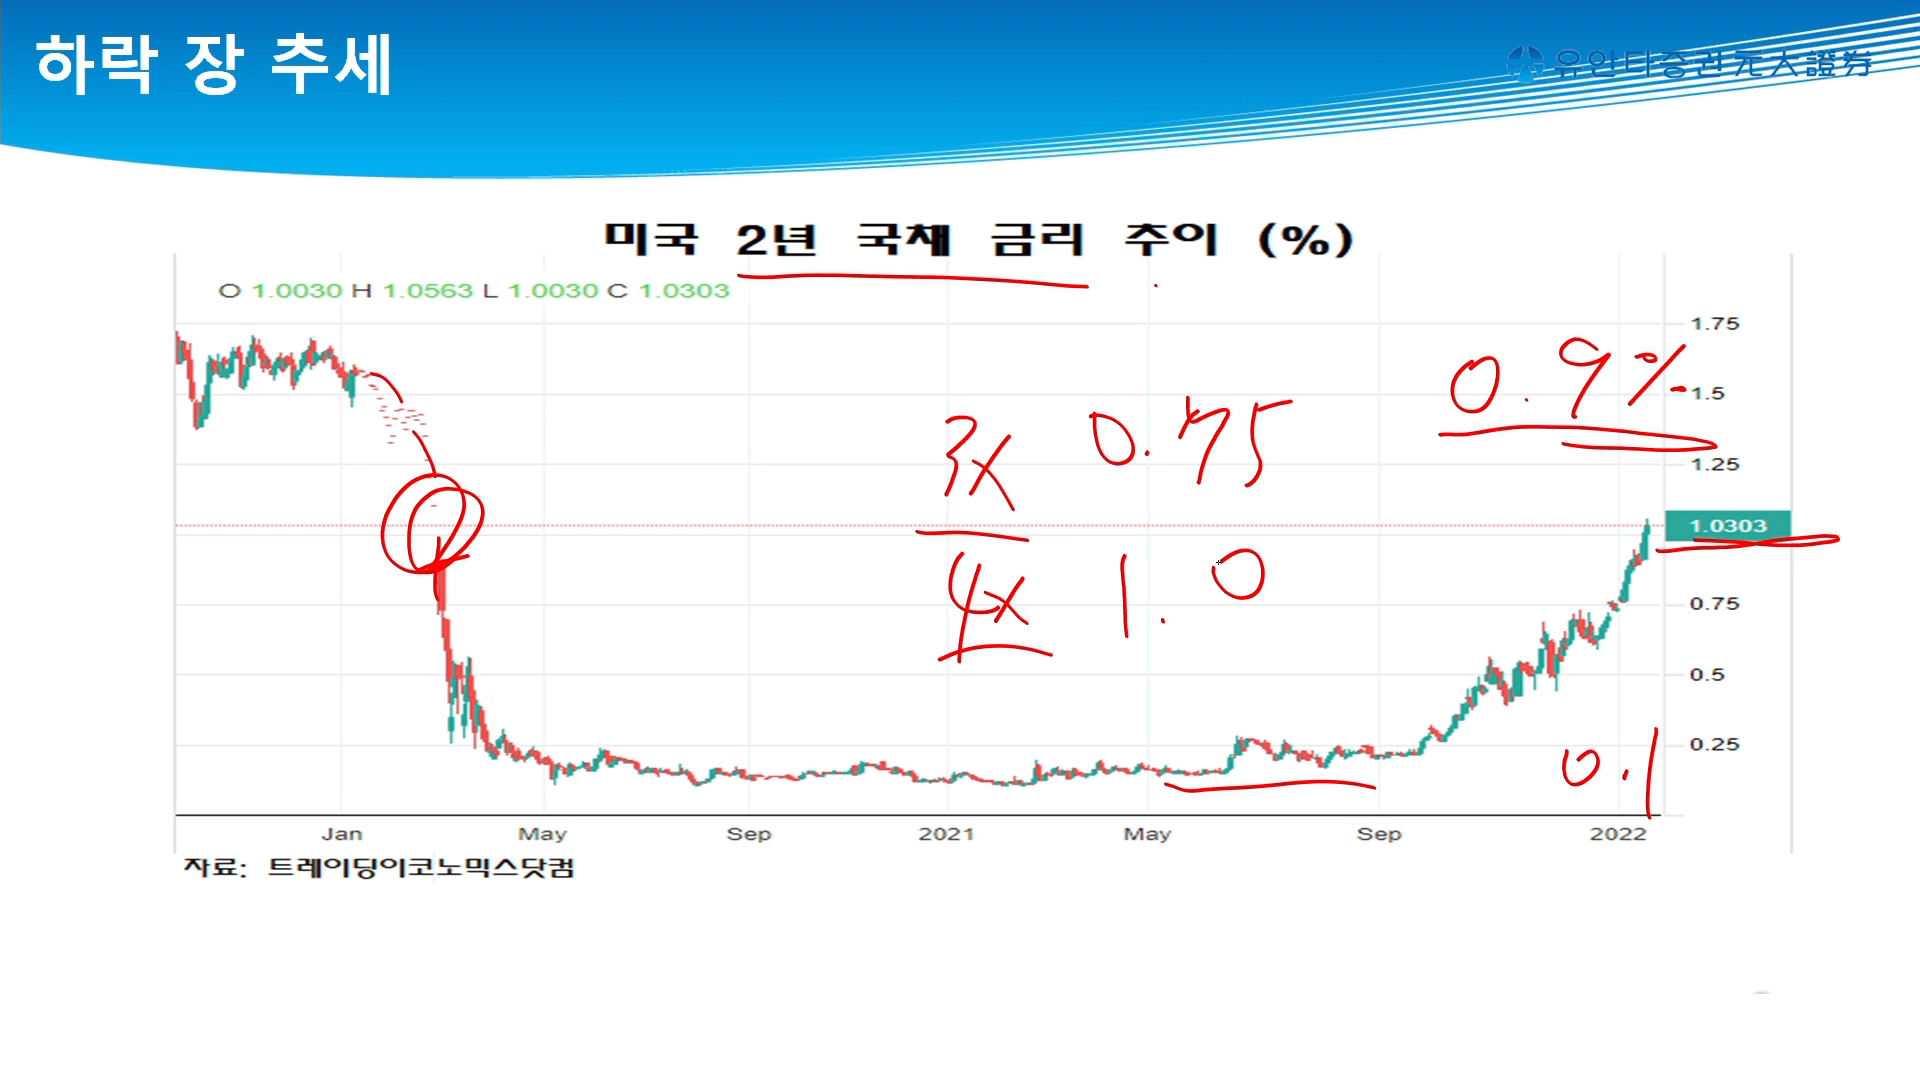 하락 장 추세
유안타증권 元大證券
미국 2년 국채 금리 추이 (%)
O 1.0030 H 1.0563 L 1.0030 C 1.0303
1.75
1.5
1.25
1.0303
0.75
0.5
0.25
0.9%
3x 0.75
4x 1.0
0.1
Jan May Sep 2021 May Sep 2022
자료: 트레이딩이코노믹스닷컴